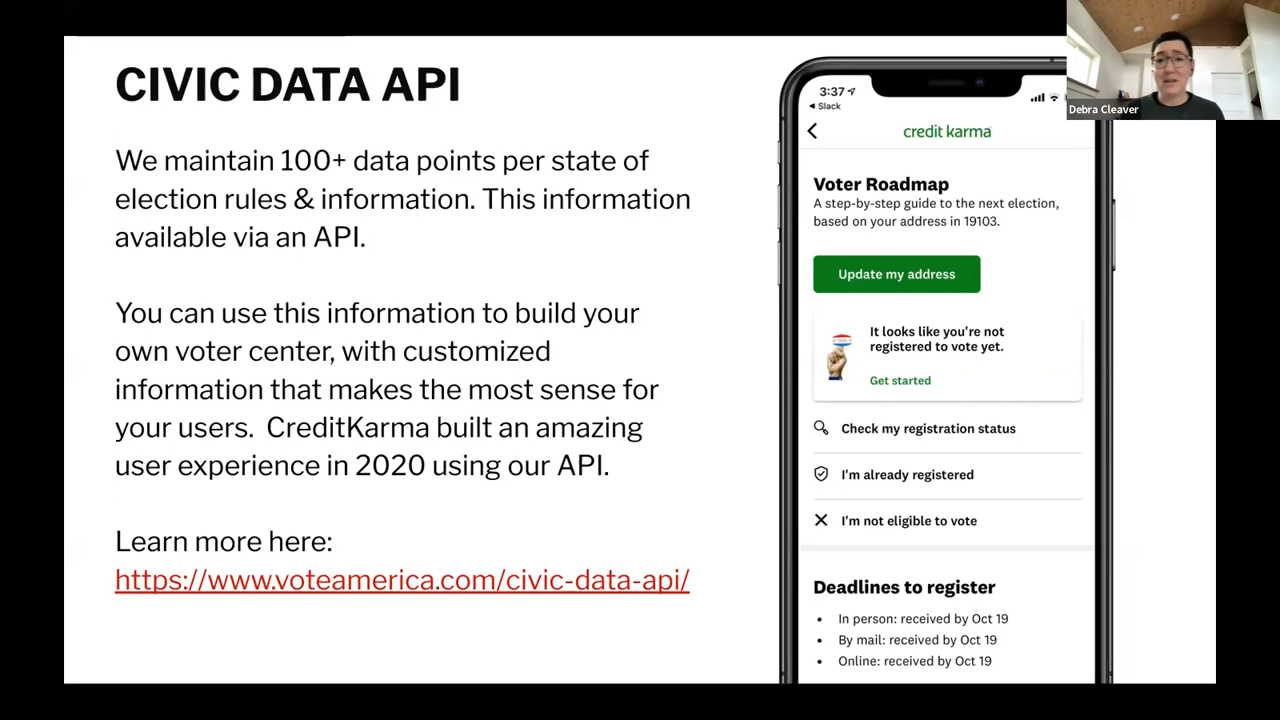 CIVIC DATA API
We maintain 100+ data points per state of
election rules & information. This information
available via an API.
You can use this information to build your
own voter center, with customized
information that makes the most sense for
your users. CreditKarma built an amazing
user experience in 2020 using our API.
Learn more here:
https://www.voteamerica.com/civic-data-api/
3:37
Slack
credit karma
Voter Roadmap
A step-by-step guide to the next election,
based on your address in 19103.
Update my address
It looks like you're not
registered to vote yet.
Get started
Check my registration status
I'm already registered
I'm not eligible to vote
Deadlines to register
• In person: received by Oct 19
• By mail: received by Oct 19
• Online: received by Oct 19
Debra Cleaver